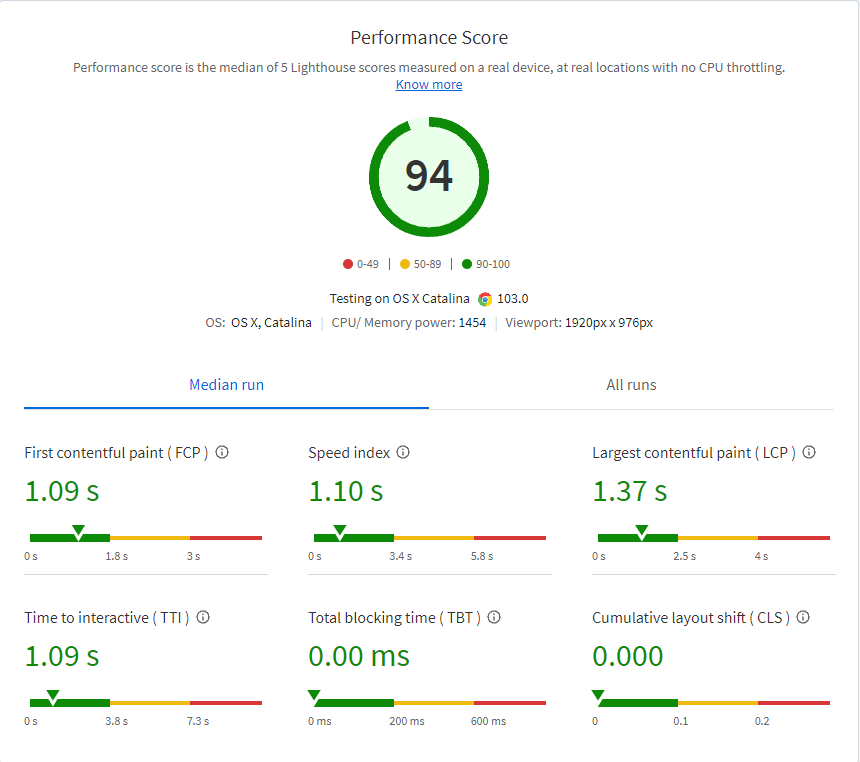 Performance Score
Performance score is the median of 5 Lighthouse scores measured on a real device, at real locations with no CPU throttling.
Know more
94
0-49 | 50-89 | 90-100
Testing on OS X Catalina 103.0
OS: OS X, Catalina | CPU/ Memory power: 1454 | Viewport: 1920px x 976px
Median run All runs
First contentful paint ( FCP ) Speed index Largest contentful paint ( LCP )
1.09 s 1.10 s 1.37 s
0 s 1.8 s 3 s 0 s 3.4 s 5.8 s 0 s 2.5 s 4 s
Time to interactive ( TTI ) Total blocking time ( TBT ) Cumulative layout shift ( CLS )
1.09 s 0.00 ms 0.000
0 s 3.8 s 7.3 s 0 ms 200 ms 600 ms 0 0.1 0.2